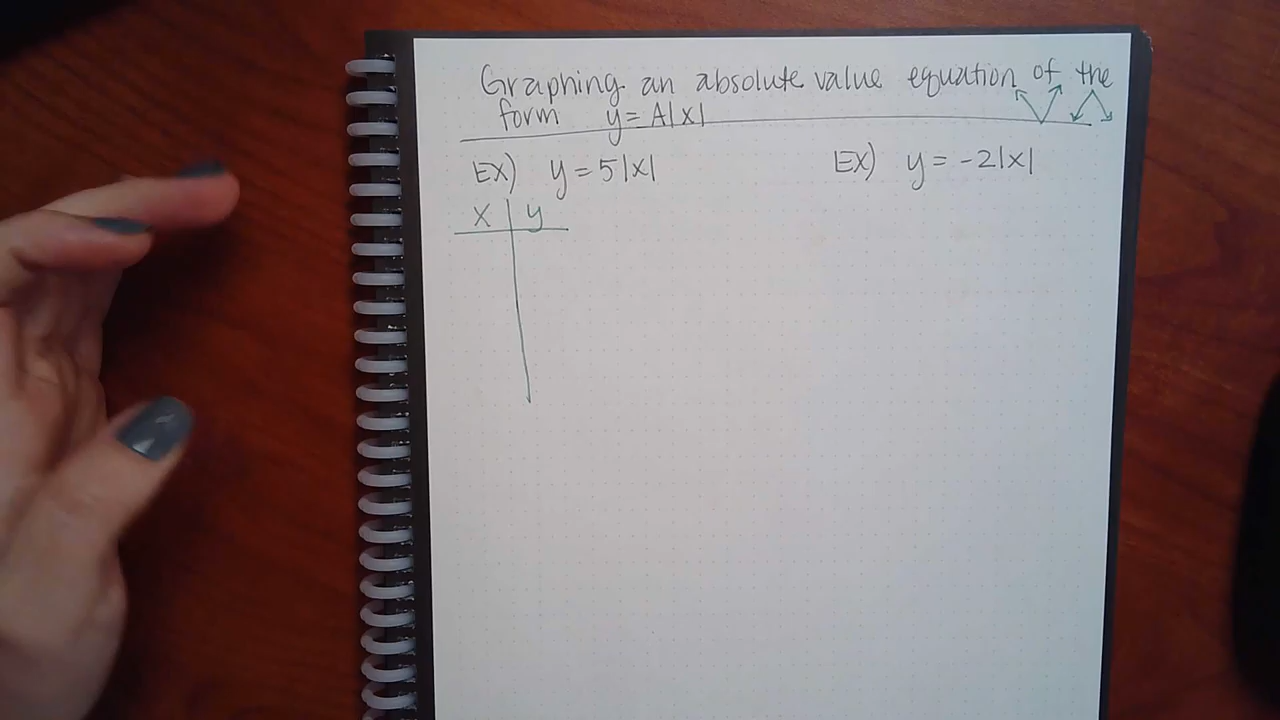 Graphing an absolute value equation of the
form y = A|x|
EX) y = 5|x|
EX) y = -2|x|
x y